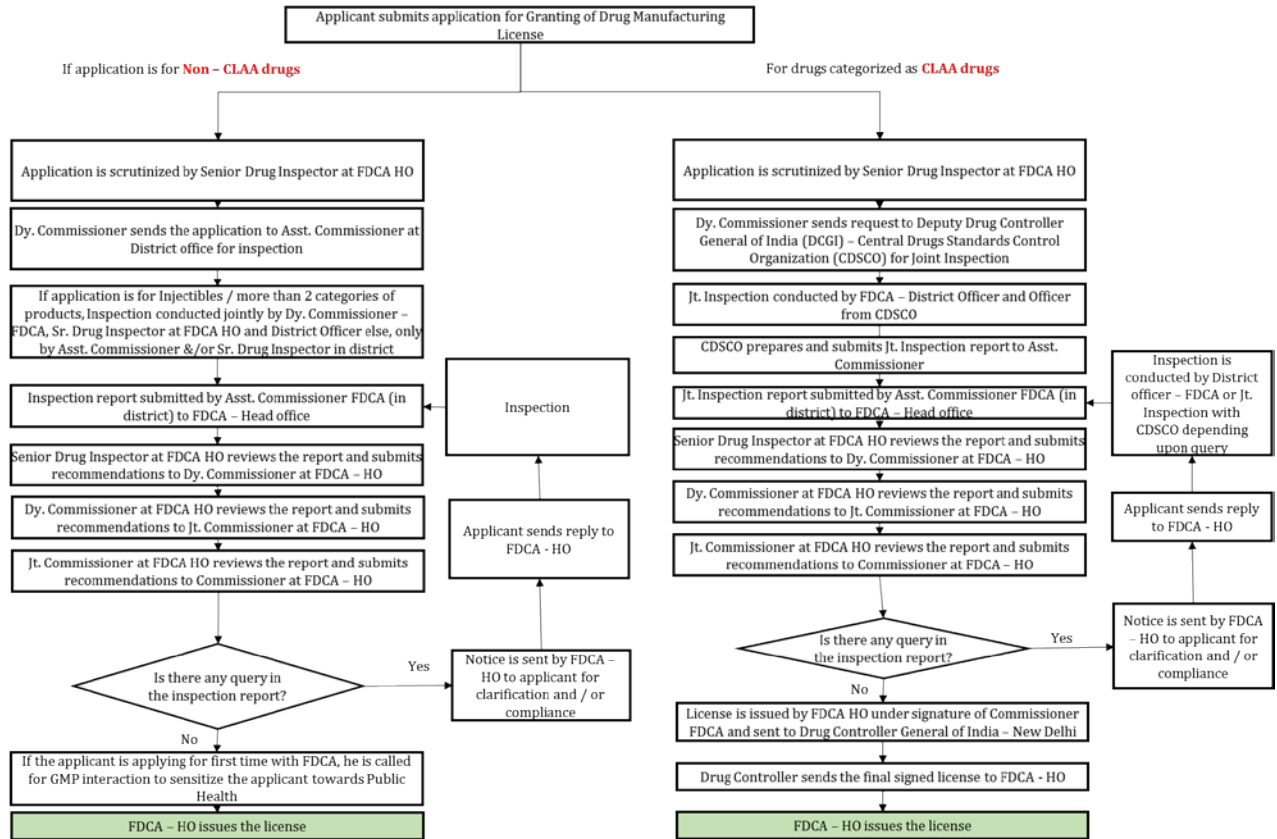 Applicant submits application for Granting of Drug Manufacturing
License
If application is for Non – CLAA drugs
For drugs categorized as CLAA drugs
Application is scrutinized by Senior Drug Inspector at FDCA HO
Dy. Commissioner sends the application to Asst. Commissioner at
District office for inspection
If application is for Injectibles / more than 2 categories of
products, Inspection conducted jointly by Dy. Commissioner –
FDCA, Sr. Drug Inspector at FDCA HO and District Officer else, only
by Asst. Commissioner &/or Sr. Drug Inspector in district
Inspection report submitted by Asst. Commissioner FDCA (in
district) to FDCA – Head office
Senior Drug Inspector at FDCA HO reviews the report and submits
recommendations to Dy. Commissioner at FDCA – HO
Dy. Commissioner at FDCA HO reviews the report and submits
recommendations to Jt. Commissioner at FDCA – HO
Jt. Commissioner at FDCA HO reviews the report and submits
recommendations to Commissioner at FDCA – HO
Is there any query in
the inspection report?
Yes
Notice is sent by FDCA –
HO to applicant for
clarification and / or
compliance
Applicant sends reply to
FDCA - HO
Inspection
No
If the applicant is applying for first time with FDCA, he is called
for GMP interaction to sensitize the applicant towards Public
Health
FDCA – HO issues the license
Application is scrutinized by Senior Drug Inspector at FDCA HO
Dy. Commissioner sends request to Deputy Drug Controller
General of India (DCGI) – Central Drugs Standards Control
Organization (CDSCO) for Joint Inspection
Jt. Inspection conducted by FDCA – District Officer and Officer
from CDSCO
CDSCO prepares and submits Jt. Inspection report to Asst.
Commissioner
Jt. Inspection report submitted by Asst. Commissioner FDCA (in
district) to FDCA – Head office
Senior Drug Inspector at FDCA HO reviews the report and submits
recommendations to Dy. Commissioner at FDCA – HO
Dy. Commissioner at FDCA HO reviews the report and submits
recommendations to Jt. Commissioner at FDCA – HO
Jt. Commissioner at FDCA HO reviews the report and submits
recommendations to Commissioner at FDCA – HO
Is there any query in
the inspection report?
Yes
Notice is sent by FDCA
– HO to applicant for
clarification and / or
compliance
Applicant sends reply
to FDCA - HO
Inspection is
conducted by District
officer – FDCA or Jt.
Inspection with
CDSCO depending
upon query
No
License is issued by FDCA HO under signature of Commissioner
FDCA and sent to Drug Controller General of India – New Delhi
Drug Controller sends the final signed license to FDCA - HO
FDCA – HO issues the license